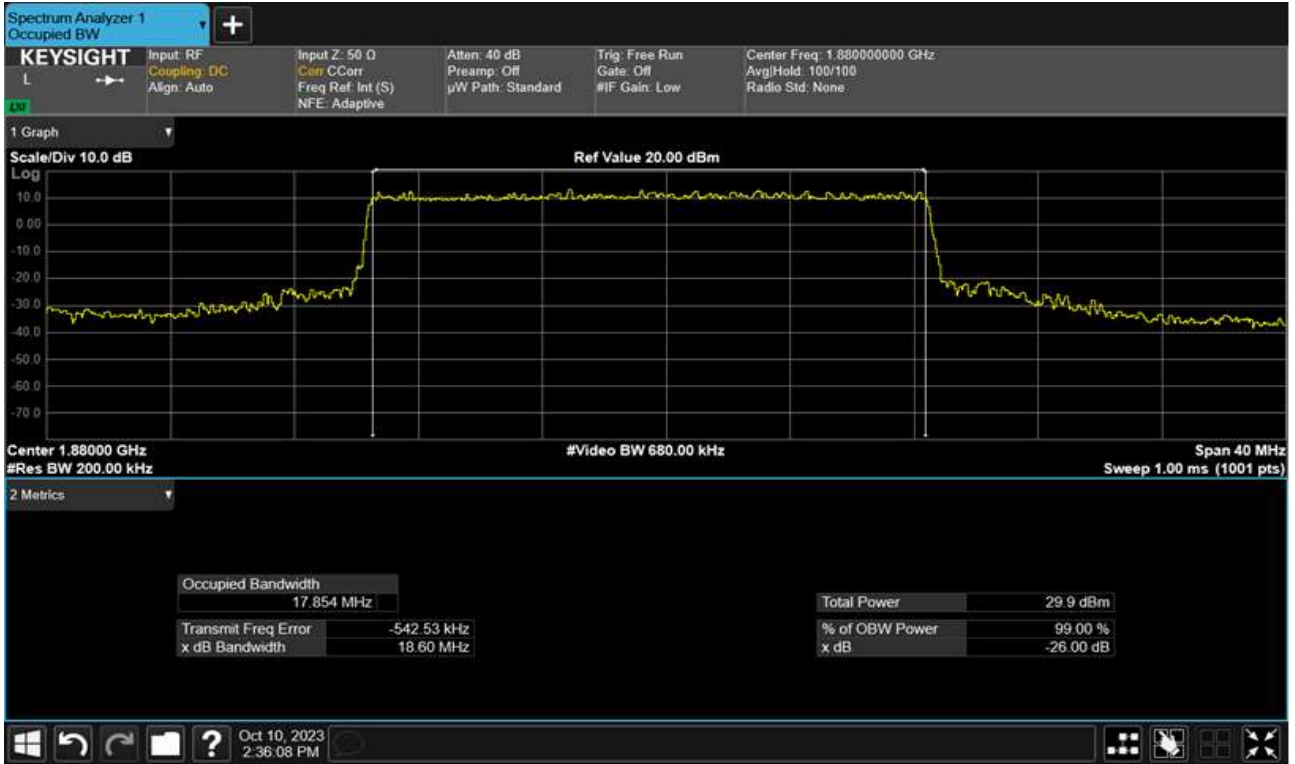 Spectrum Analyzer 1
Occupied BW
KEYSIGHT
L
Input: RF
Coupling: DC
Align: Auto
Input Z: 50 Ω
Corr CCorr
Freq Ref: Int (S)
NFE: Adaptive
Atten: 40 dB
Preamp: Off
µW Path: Standard
Trig: Free Run
Gate: Off
#IF Gain: Low
Center Freq: 1.880000000 GHz
Avg|Hold: 100/100
Radio Std: None
1 Graph
Scale/Div 10.0 dB
Ref Value 20.00 dBm
Log
10.0
0.00
-10.0
-20.0
-30.0
-40.0
-50.0
-60.0
-70.0
Center 1.88000 GHz
#Video BW 680.00 kHz
Span 40 MHz
#Res BW 200.00 kHz
Sweep 1.00 ms (1001 pts)
2 Metrics
Occupied Bandwidth
17.854 MHz
Total Power 29.9 dBm
Transmit Freq Error -542.53 kHz
% of OBW Power 99.00 %
x dB Bandwidth 18.60 MHz
x dB -26.00 dB
?
Oct 10, 2023
2:36:08 PM